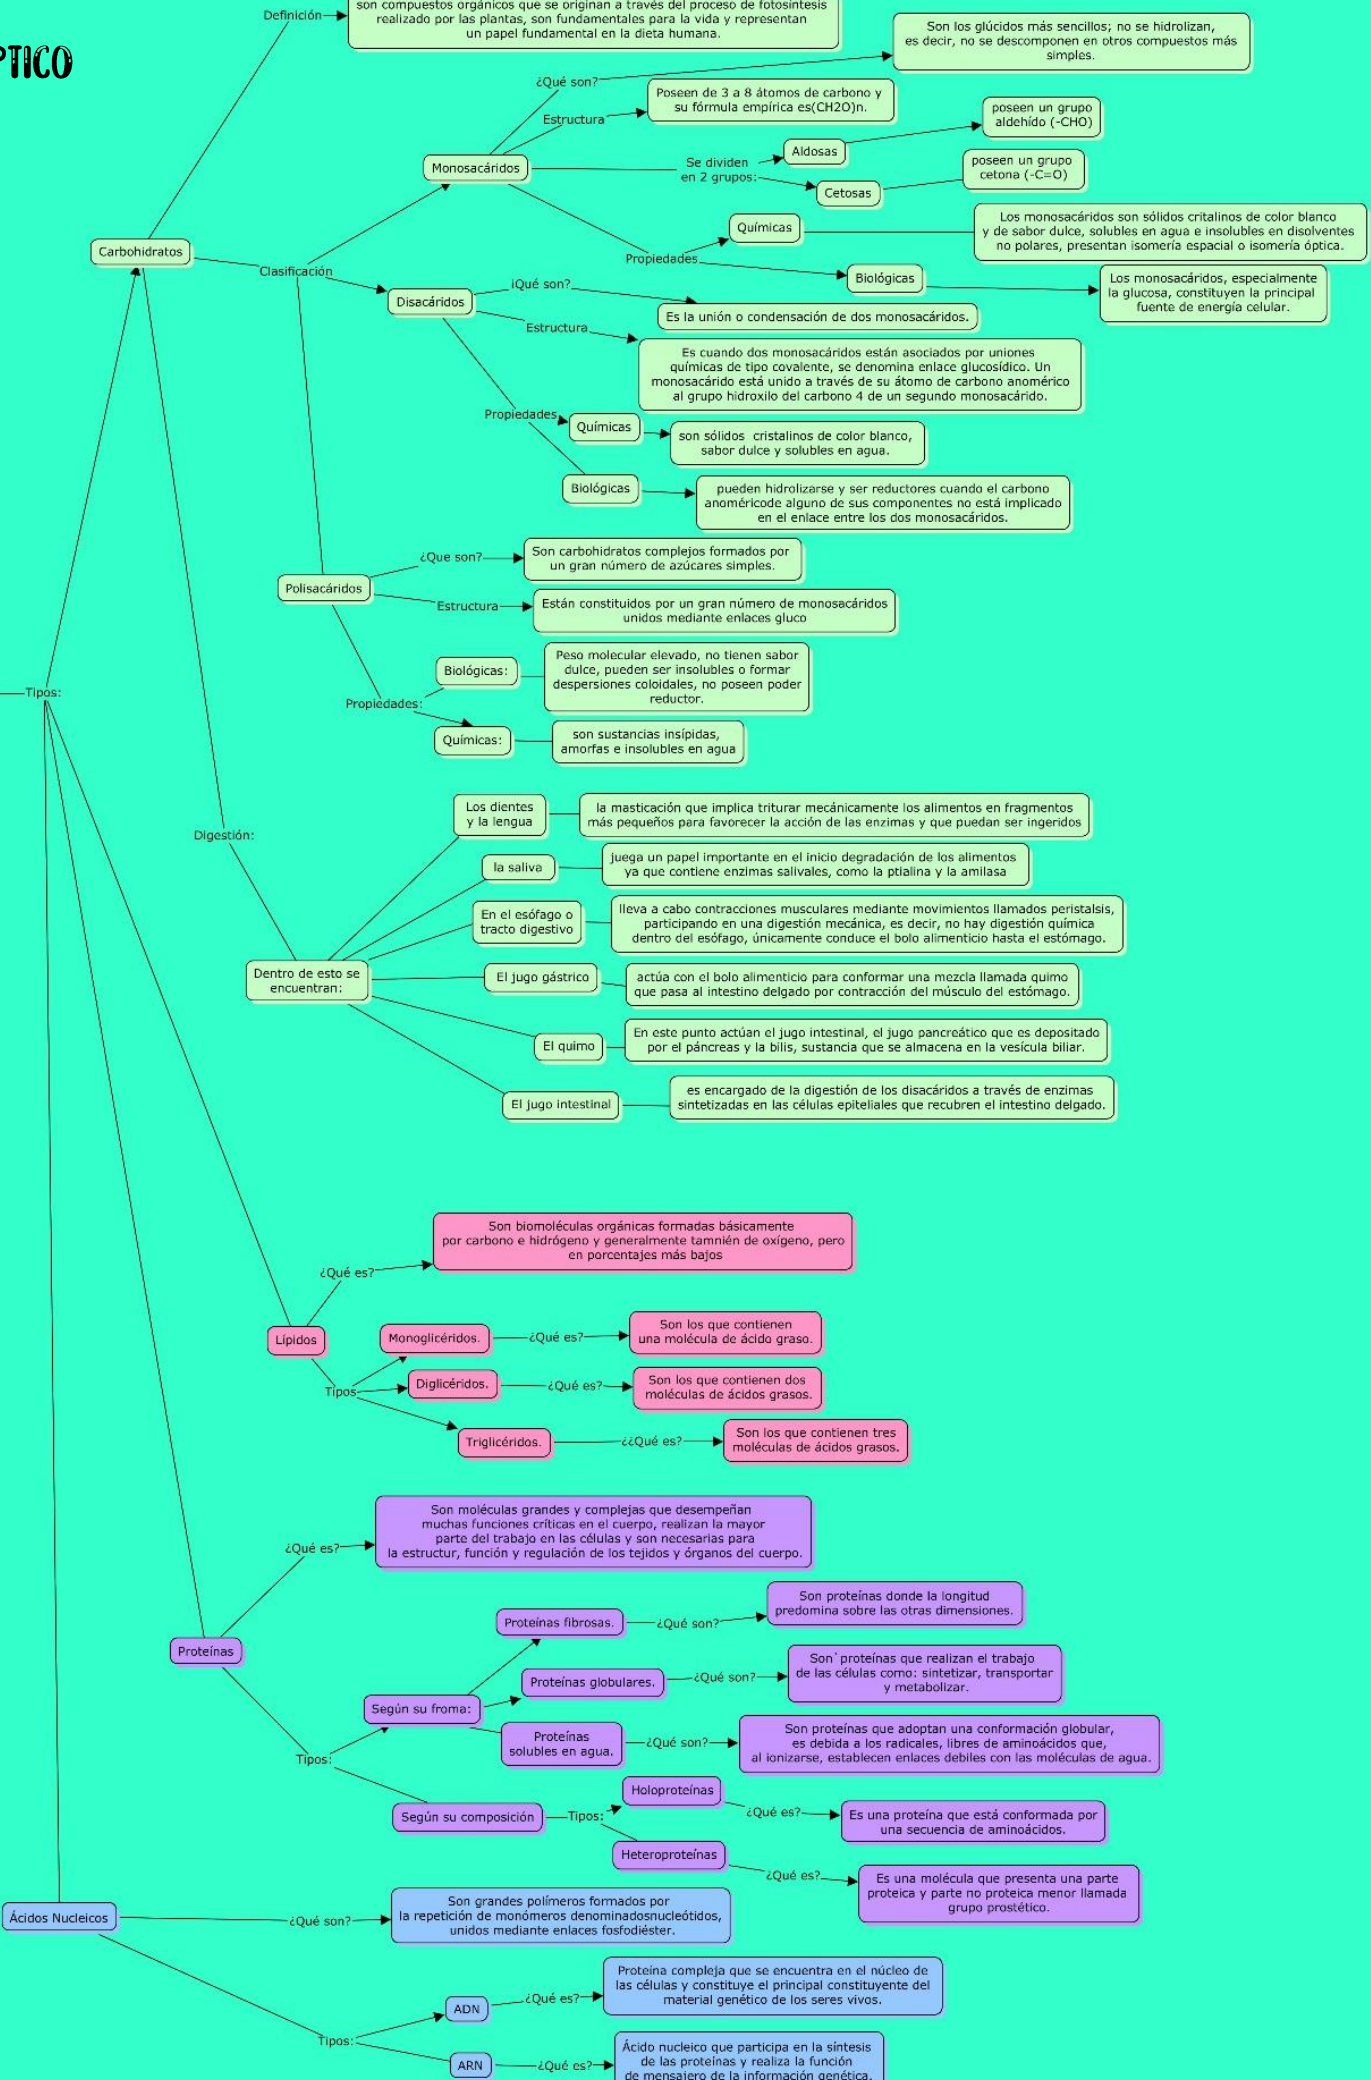 PTICO
Definición
son compuestos orgánicos que se originan a través del proceso de fotosíntesis
realizado por las plantas, son fundamentales para la vida y representan
un papel fundamental en la dieta humana.
Son los glúcidos más sencillos; no se hidrolizan,
es decir, no se descomponen en otros compuestos más
simples.
¿Qué son?
Poseen de 3 a 8 átomos de carbono y
su fórmula empírica es(CH2O)n.
Estructura
poseen un grupo
aldehído (-CHO)
Aldosas
Monosacáridos
Se dividen
en 2 grupos:
poseen un grupo
cetona (-C=O)
Cetosas
Químicas
Los monosacáridos son sólidos critalinos de color blanco
y de sabor dulce, solubles en agua e insolubles en disolventes
no polares, presentan isomería espacial o isomería óptica.
Carbohidratos
Propiedades
Clasificación
Biológicas
Los monosacáridos, especialmente
la glucosa, constituyen la principal
fuente de energía celular.
Disacáridos
¡Qué son?
Es la unión o condensación de dos monosacáridos.
Estructura
Es cuando dos monosacáridos están asociados por uniones
químicas de tipo covalente, se denomina enlace glucosídico. Un
monosacárido está unido a través de su átomo de carbono anomérico
al grupo hidroxilo del carbono 4 de un segundo monosacárido.
Propiedades
Químicas
son sólidos cristalinos de color blanco,
sabor dulce y solubles en agua.
Biológicas
pueden hidrolizarse y ser reductores cuando el carbono
anoméricode alguno de sus componentes no está implicado
en el enlace entre los dos monosacáridos.
¿Que son?
Son carbohidratos complejos formados por
un gran número de azúcares simples.
Polisacáridos
Estructura
Están constituidos por un gran número de monosacáridos
unidos mediante enlaces gluco
Biológicas:
Peso molecular elevado, no tienen sabor
dulce, pueden ser insolubles o formar
despersiones coloidales, no poseen poder
reductor.
Tipos:
Propiedades:
Químicas:
son sustancias insípidas,
amorfas e insolubles en agua
Digestión:
Los dientes
y la lengua
la masticación que implica triturar mecánicamente los alimentos en fragmentos
más pequeños para favorecer la acción de las enzimas y que puedan ser ingeridos
la saliva
juega un papel importante en el inicio degradación de los alimentos
ya que contiene enzimas salivales, como la ptialina y la amilasa
En el esófago o
tracto digestivo
lleva a cabo contracciones musculares mediante movimientos llamados peristalsis,
participando en una digestión mecánica, es decir, no hay digestión química
dentro del esófago, únicamente conduce el bolo alimenticio hasta el estómago.
Dentro de esto se
encuentran:
El jugo gástrico
actúa con el bolo alimenticio para conformar una mezcla llamada quimo
que pasa al intestino delgado por contracción del músculo del estómago.
El quimo
En este punto actúan el jugo intestinal, el jugo pancreático que es depositado
por el páncreas y la bilis, sustancia que se almacena en la vesícula biliar.
El jugo intestinal
es encargado de la digestión de los disacáridos a través de enzimas
sintetizadas en las células epiteliales que recubren el intestino delgado.
Son biomoléculas orgánicas formadas básicamente
por carbono e hidrógeno y generalmente tamnién de oxígeno, pero
en porcentajes más bajos
¿Qué es?
Lípidos
Monoglicéridos.
¿Qué es?
Son los que contienen
una molécula de ácido graso.
Tipos
Diglicéridos.
¿Qué es?
Son los que contienen dos
moléculas de ácidos grasos.
Triglicéridos.
¿¿Qué es?
Son los que contienen tres
moléculas de ácidos grasos.
Son moléculas grandes y complejas que desempeñan
muchas funciones críticas en el cuerpo, realizan la mayor
parte del trabajo en las células y son necesarias para
la estructur, función y regulación de los tejidos y órganos del cuerpo.
¿Qué es?
Proteínas
Proteínas fibrosas.
¿Qué son?
Son proteínas donde la longitud
predomina sobre las otras dimensiones.
Proteínas globulares.
¿Qué son?
Son´proteínas que realizan el trabajo
de las células como: sintetizar, transportar
y metabolizar.
Según su froma:
Proteínas
solubles en agua.
¿Qué son?
Son proteínas que adoptan una conformación globular,
es debida a los radicales, libres de aminoácidos que,
al ionizarse, establecen enlaces debiles con las moléculas de agua.
Tipos:
Según su composición
Tipos:
Holoproteínas
¿Qué es?
Es una proteína que está conformada por
una secuencia de aminoácidos.
Heteroproteínas
¿Qué es?
Es una molécula que presenta una parte
proteica y parte no proteica menor llamada
grupo prostético.
Ácidos Nucleicos
¿Qué son?
Son grandes polímeros formados por
la repetición de monómeros denominadosnucleótidos,
unidos mediante enlaces fosfodiéster.
Tipos:
ADN
¿Qué es?
Proteína compleja que se encuentra en el núcleo de
las células y constituye el principal constituyente del
material genético de los seres vivos.
ARN
¿Qué es?
Ácido nucleico que participa en la síntesis
de las proteínas y realiza la función
de mensajero de la información genética.